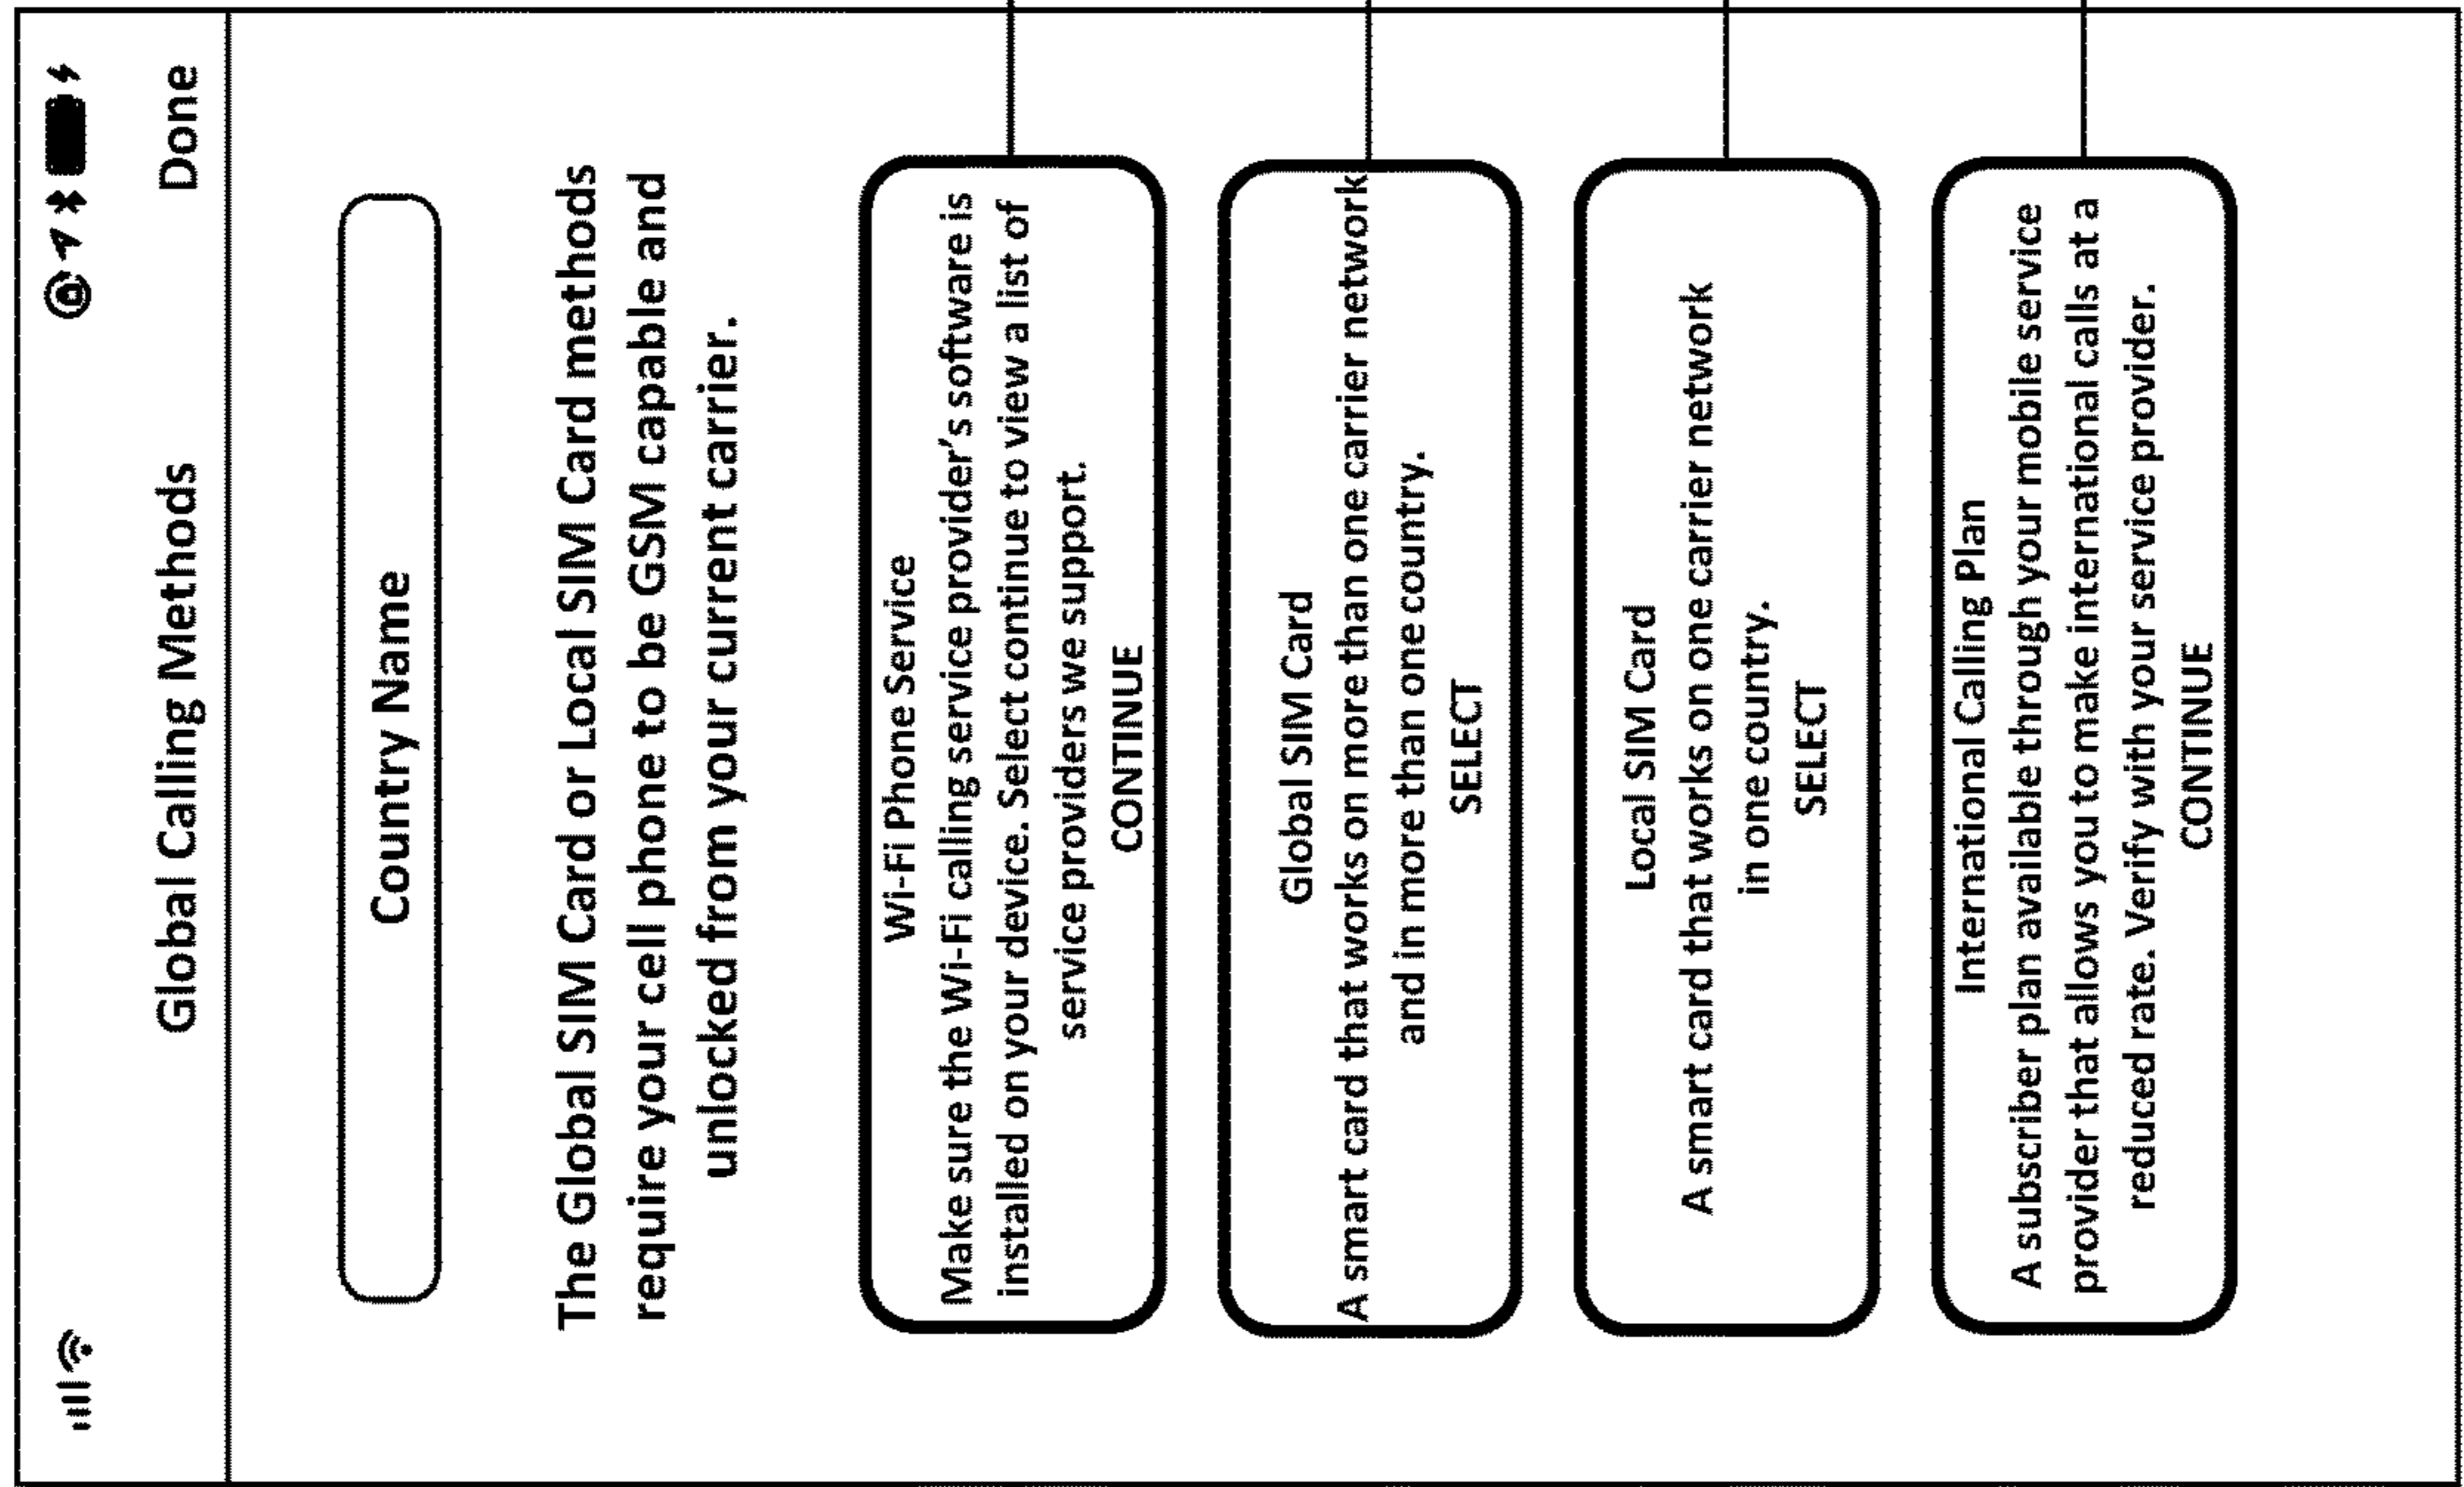 Global Calling Methods
Done
Country Name
The Global SIM Card or Local SIM Card methods
require your cell phone to be GSM capable and
unlocked from your current carrier.
Wi-Fi Phone Service
Make sure the Wi-Fi calling service provider's software is
installed on your device. Select continue to view a list of
service providers we support.
CONTINUE
Global SIM Card
A smart card that works on more than one carrier network
and in more than one country.
SELECT
Local SIM Card
A smart card that works on one carrier network
in one country.
SELECT
International Calling Plan
A subscriber plan available through your mobile service
provider that allows you to make international calls at a
reduced rate. Verify with your service provider.
CONTINUE